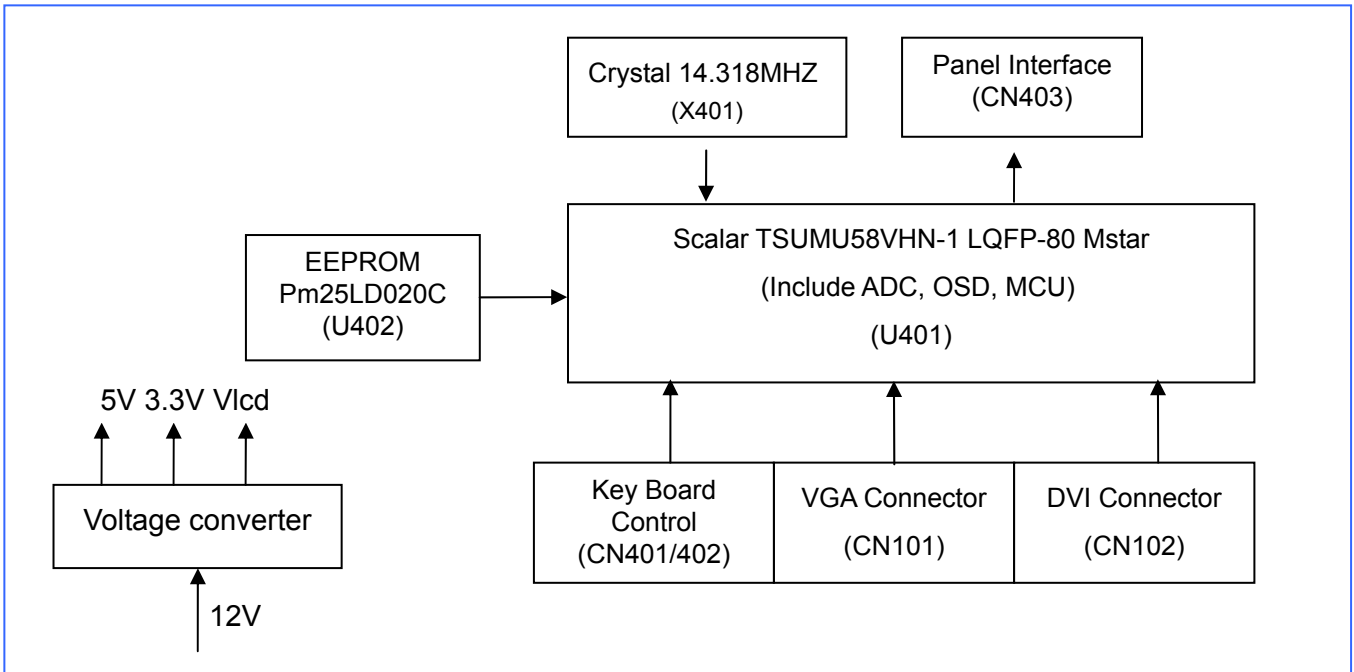 Crystal 14.318MHZ
(X401)
Panel Interface
(CN403)
Scalar TSUMU58VHN-1 LQFP-80 Mstar
(Include ADC, OSD, MCU)
(U401)
EEPROM
Pm25LD020C
(U402)
5V 3.3V Vlcd
Voltage converter
12V
Key Board
Control
(CN401/402)
VGA Connector
(CN101)
DVI Connector
(CN102)